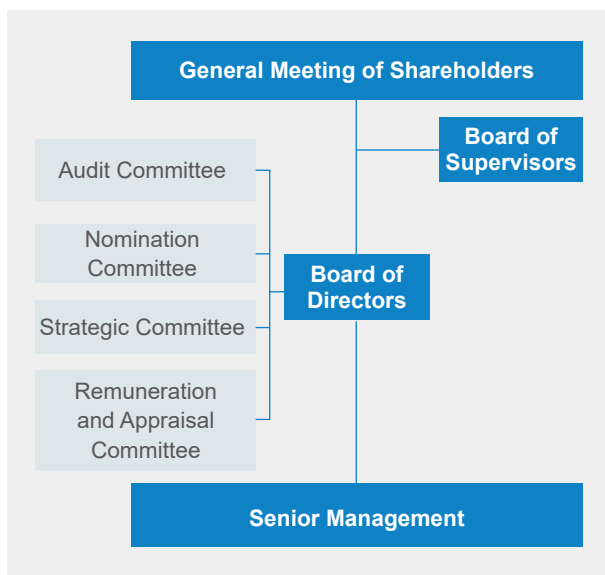 General Meeting of Shareholders
Board of
Supervisors
Audit Committee
Nomination
Committee
Board of
Directors
Strategic Committee
Remuneration
and Appraisal
Committee
Senior Management